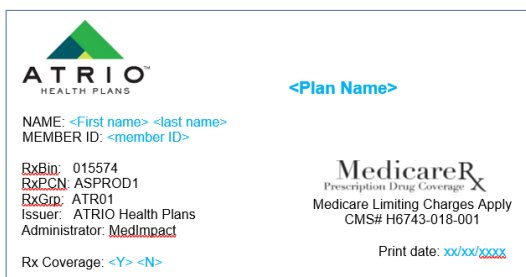 ATRIO™
HEALTH PLANS
<Plan Name>
NAME: <First name> <last name>
MEMBER ID: <member ID>
RxBin: 015574
RxPCN: ASPROD1
RxGrp: ATR01
Issuer: ATRIO Health Plans
Administrator: MedImpact
Rx Coverage: <Y> <N>
MedicareRx
Prescription Drug Coverage
Medicare Limiting Charges Apply
CMS# H6743-018-001
Print date: xx/xx/xxxx